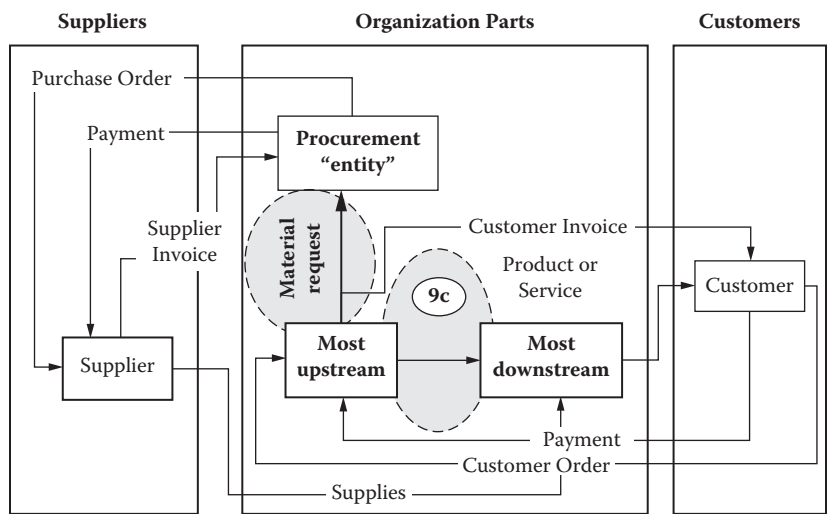 Suppliers
Organization Parts
Customers
Purchase Order
Payment
Procurement
“entity”
Supplier
Invoice
Material
request
Customer Invoice
Product or
Service
9c
Customer
Supplier
Most
upstream
Most
downstream
Payment
Customer Order
Supplies